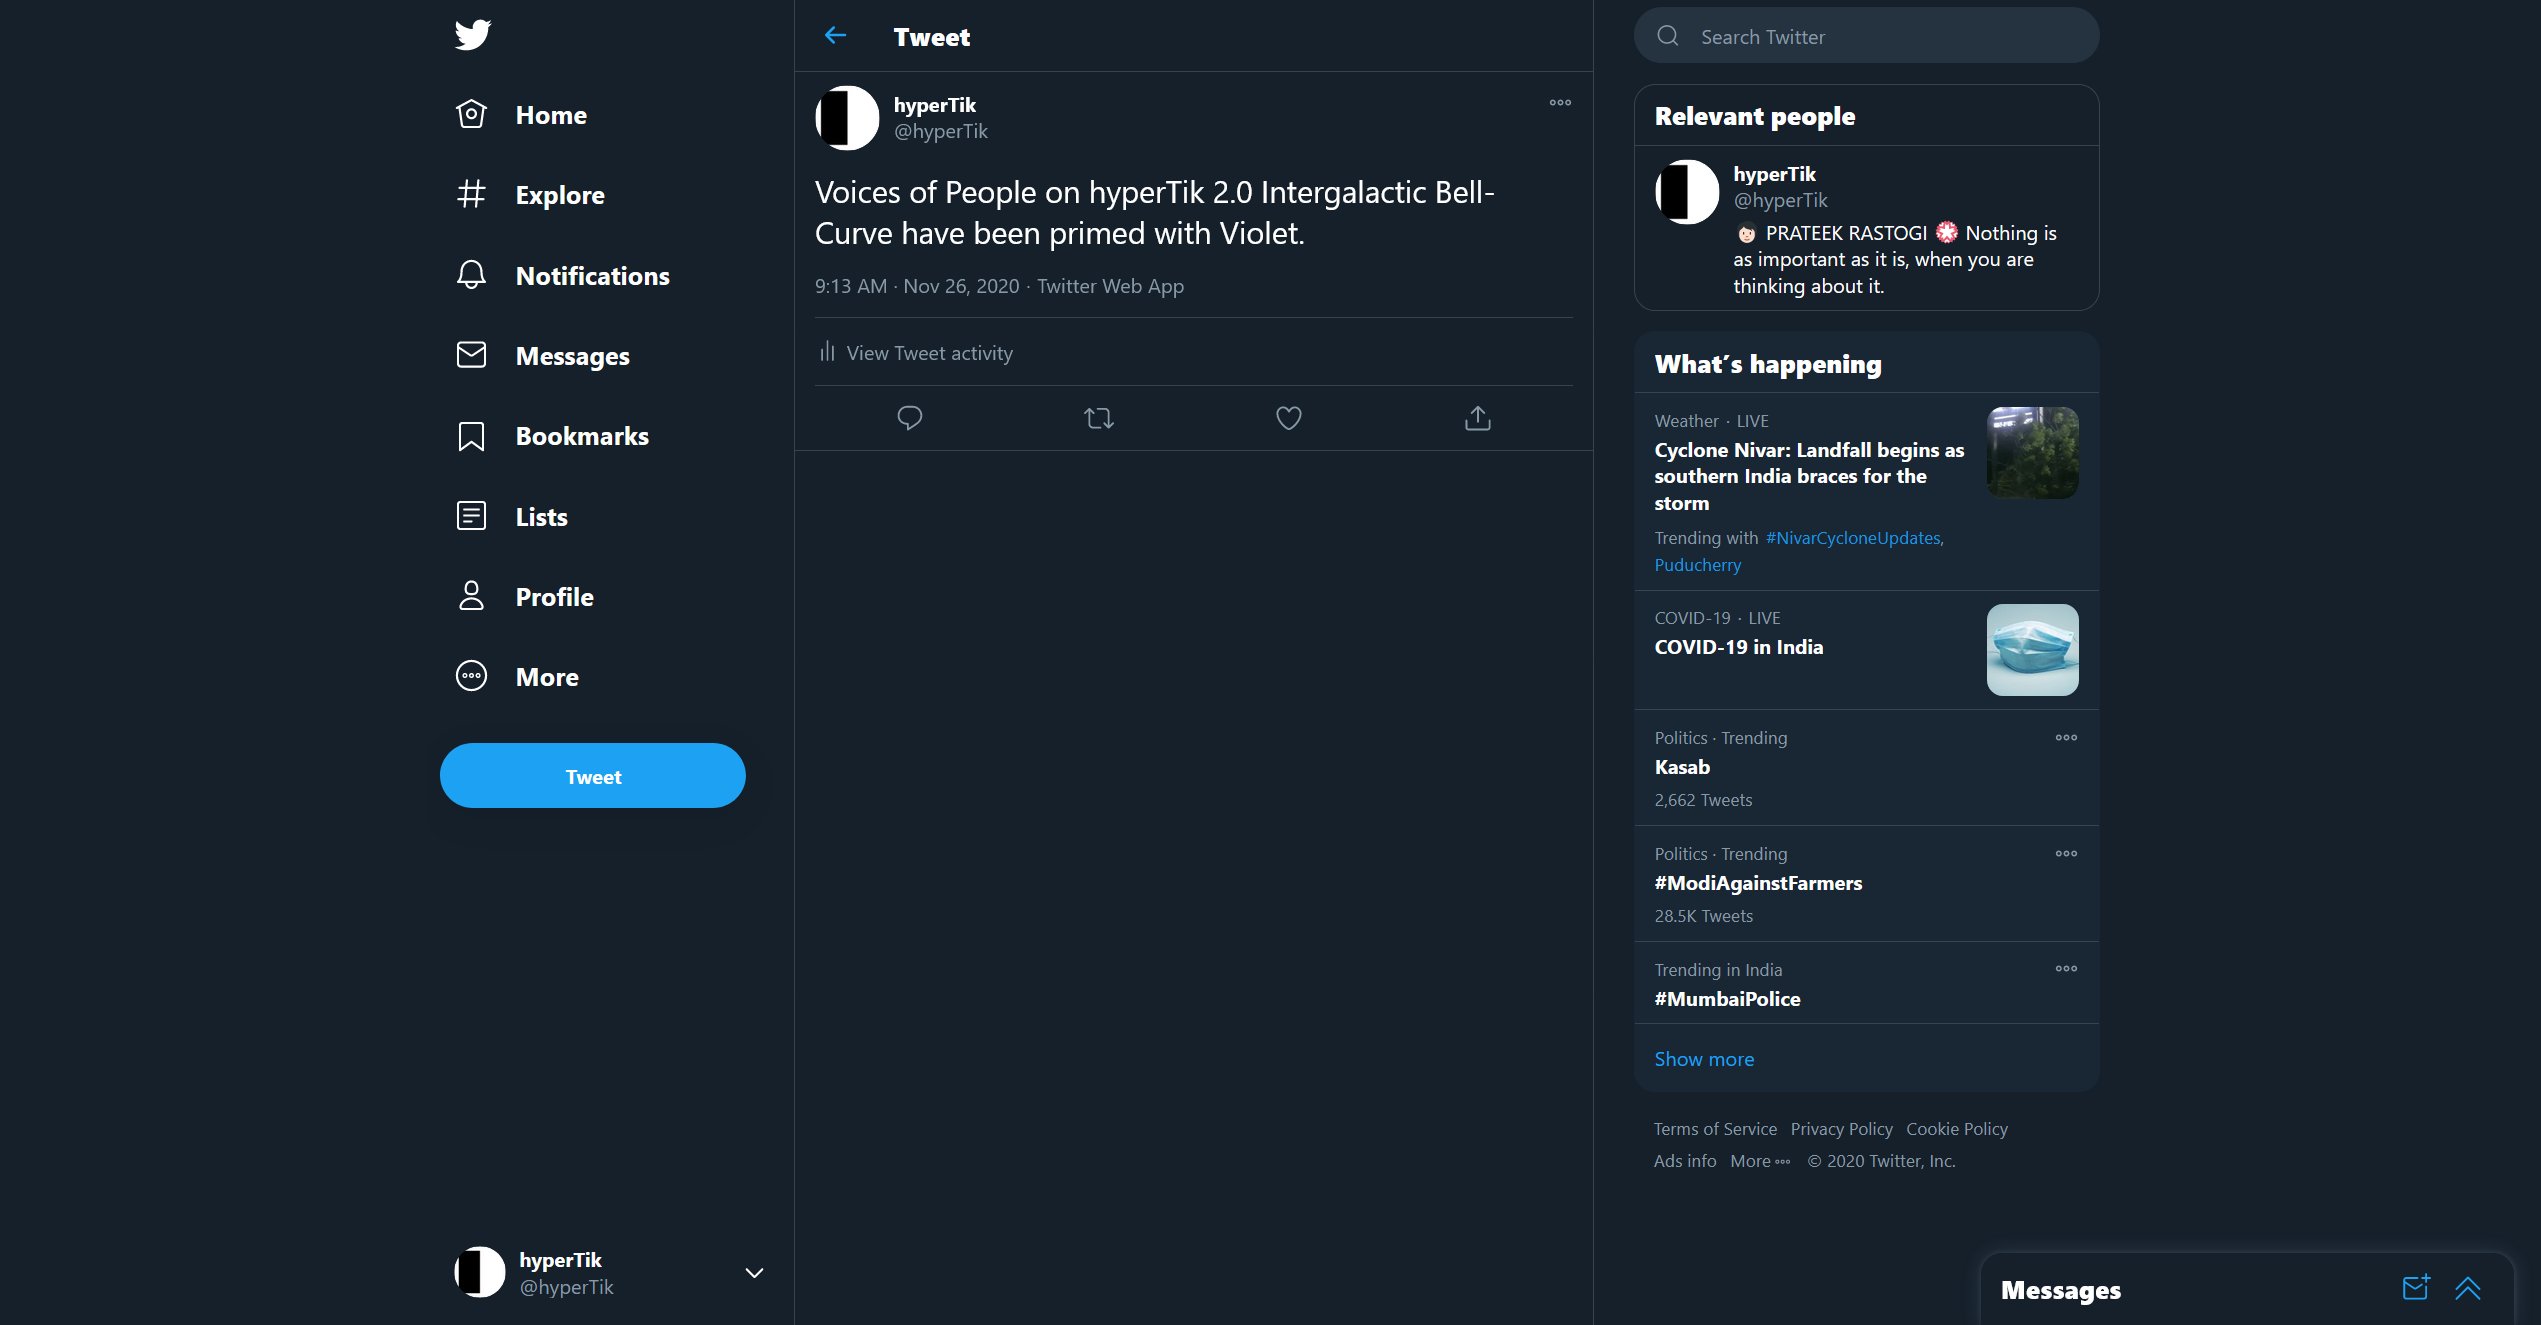 Home
Explore
Notifications
Messages
Bookmarks
Lists
Profile
More
Tweet
hyperTik
@hyperTik
Tweet
hyperTik
@hyperTik
Voices of People on hyperTik 2.0 Intergalactic Bell-
Curve have been primed with Violet.
9:13 AM · Nov 26, 2020 · Twitter Web App
View Tweet activity
Search Twitter
Relevant people
hyperTik
@hyperTik
PRATEEK RASTOGI Nothing is
as important as it is, when you are
thinking about it.
What's happening
Weather · LIVE
Cyclone Nivar: Landfall begins as
southern India braces for the
storm
Trending with #NivarCycloneUpdates,
Puducherry
COVID-19 · LIVE
COVID-19 in India
Politics · Trending
Kasab
2,662 Tweets
Politics · Trending
#ModiAgainstFarmers
28.5K Tweets
Trending in India
#MumbaiPolice
Show more
Terms of Service Privacy Policy Cookie Policy
Ads info More © 2020 Twitter, Inc.
Messages